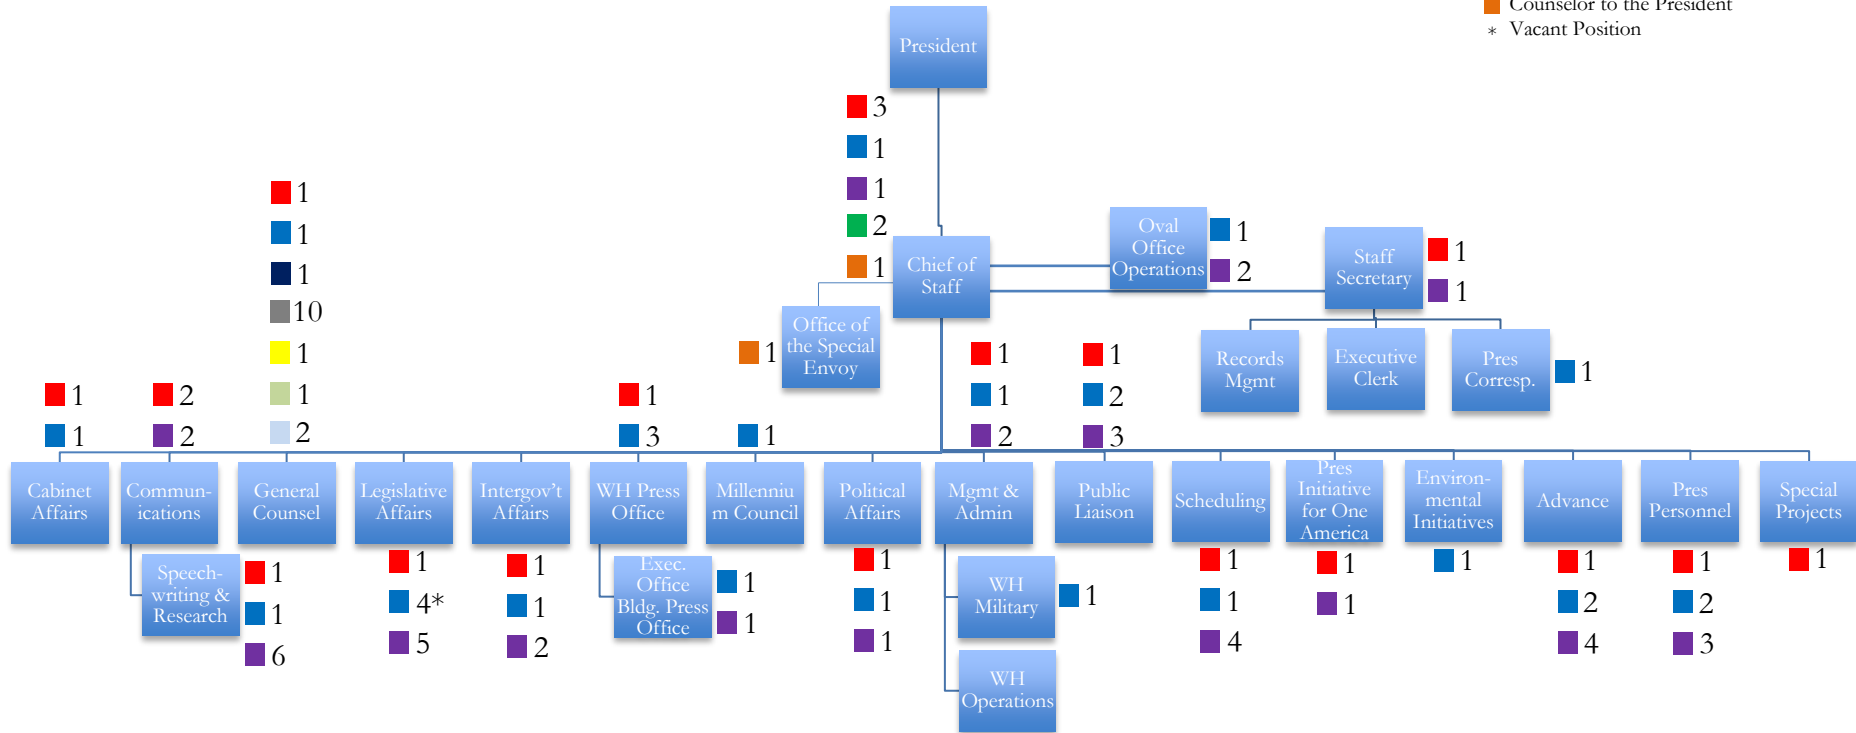 Counselor to the President
* Vacant Position
President
3
1
1
2
1
Chief of
Staff
Oval
Office
Operations
1
2
Staff
Secretary
1
1
Office of
the Special
Envoy
1
Records
Mgmt
Executive
Clerk
Pres
Corresp.
1
1
1
2
2
1
1
1
10
1
1
2
1
3
1
1
1
2
1
2
3
Cabinet
Affairs
Commun-
ications
General
Counsel
Legislative
Affairs
Intergov't
Affairs
WH Press
Office
Millenniu
m Council
Political
Affairs
Mgmt &
Admin
Public
Liaison
Scheduling
Pres
Initiative
for One
America
Environ-
mental
Initiatives
Advance
Pres
Personnel
Special
Projects
Speech-
writing &
Research
1
1
6
1
4*
5
1
1
2
Exec.
Office
Bldg. Press
Office
1
1
1
1
1
WH
Military
1
WH
Operations
1
1
4
1
1
1
1
2
4
1
2
3
1